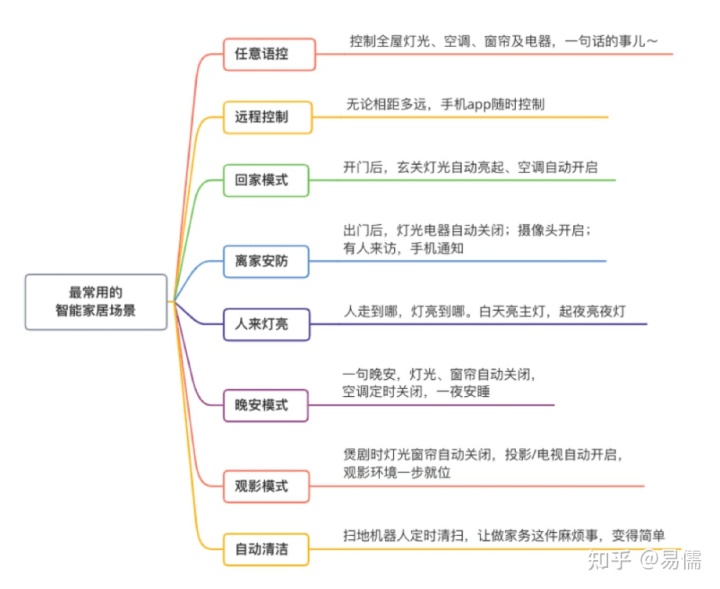 任意语控
控制全屋灯光、空调、窗帘及电器，一句话的事儿～
远程控制
无论相距多远，手机app随时控制
回家模式
开门后，玄关灯光自动亮起、空调自动开启
离家安防
出门后，灯光电器自动关闭；摄像头开启；
有人来访，手机通知
最常用的
智能家居场景
人来灯亮
人走到哪，灯亮到哪。白天亮主灯，起夜亮夜灯
晚安模式
一句晚安，灯光、窗帘自动关闭，
空调定时关闭，一夜安睡
观影模式
煲剧时灯光窗帘自动关闭，投影/电视自动开启，
观影环境一步就位
自动清洁
扫地机器人定时清扫，让做家务这件麻烦事，变得简单
知乎 @易儒